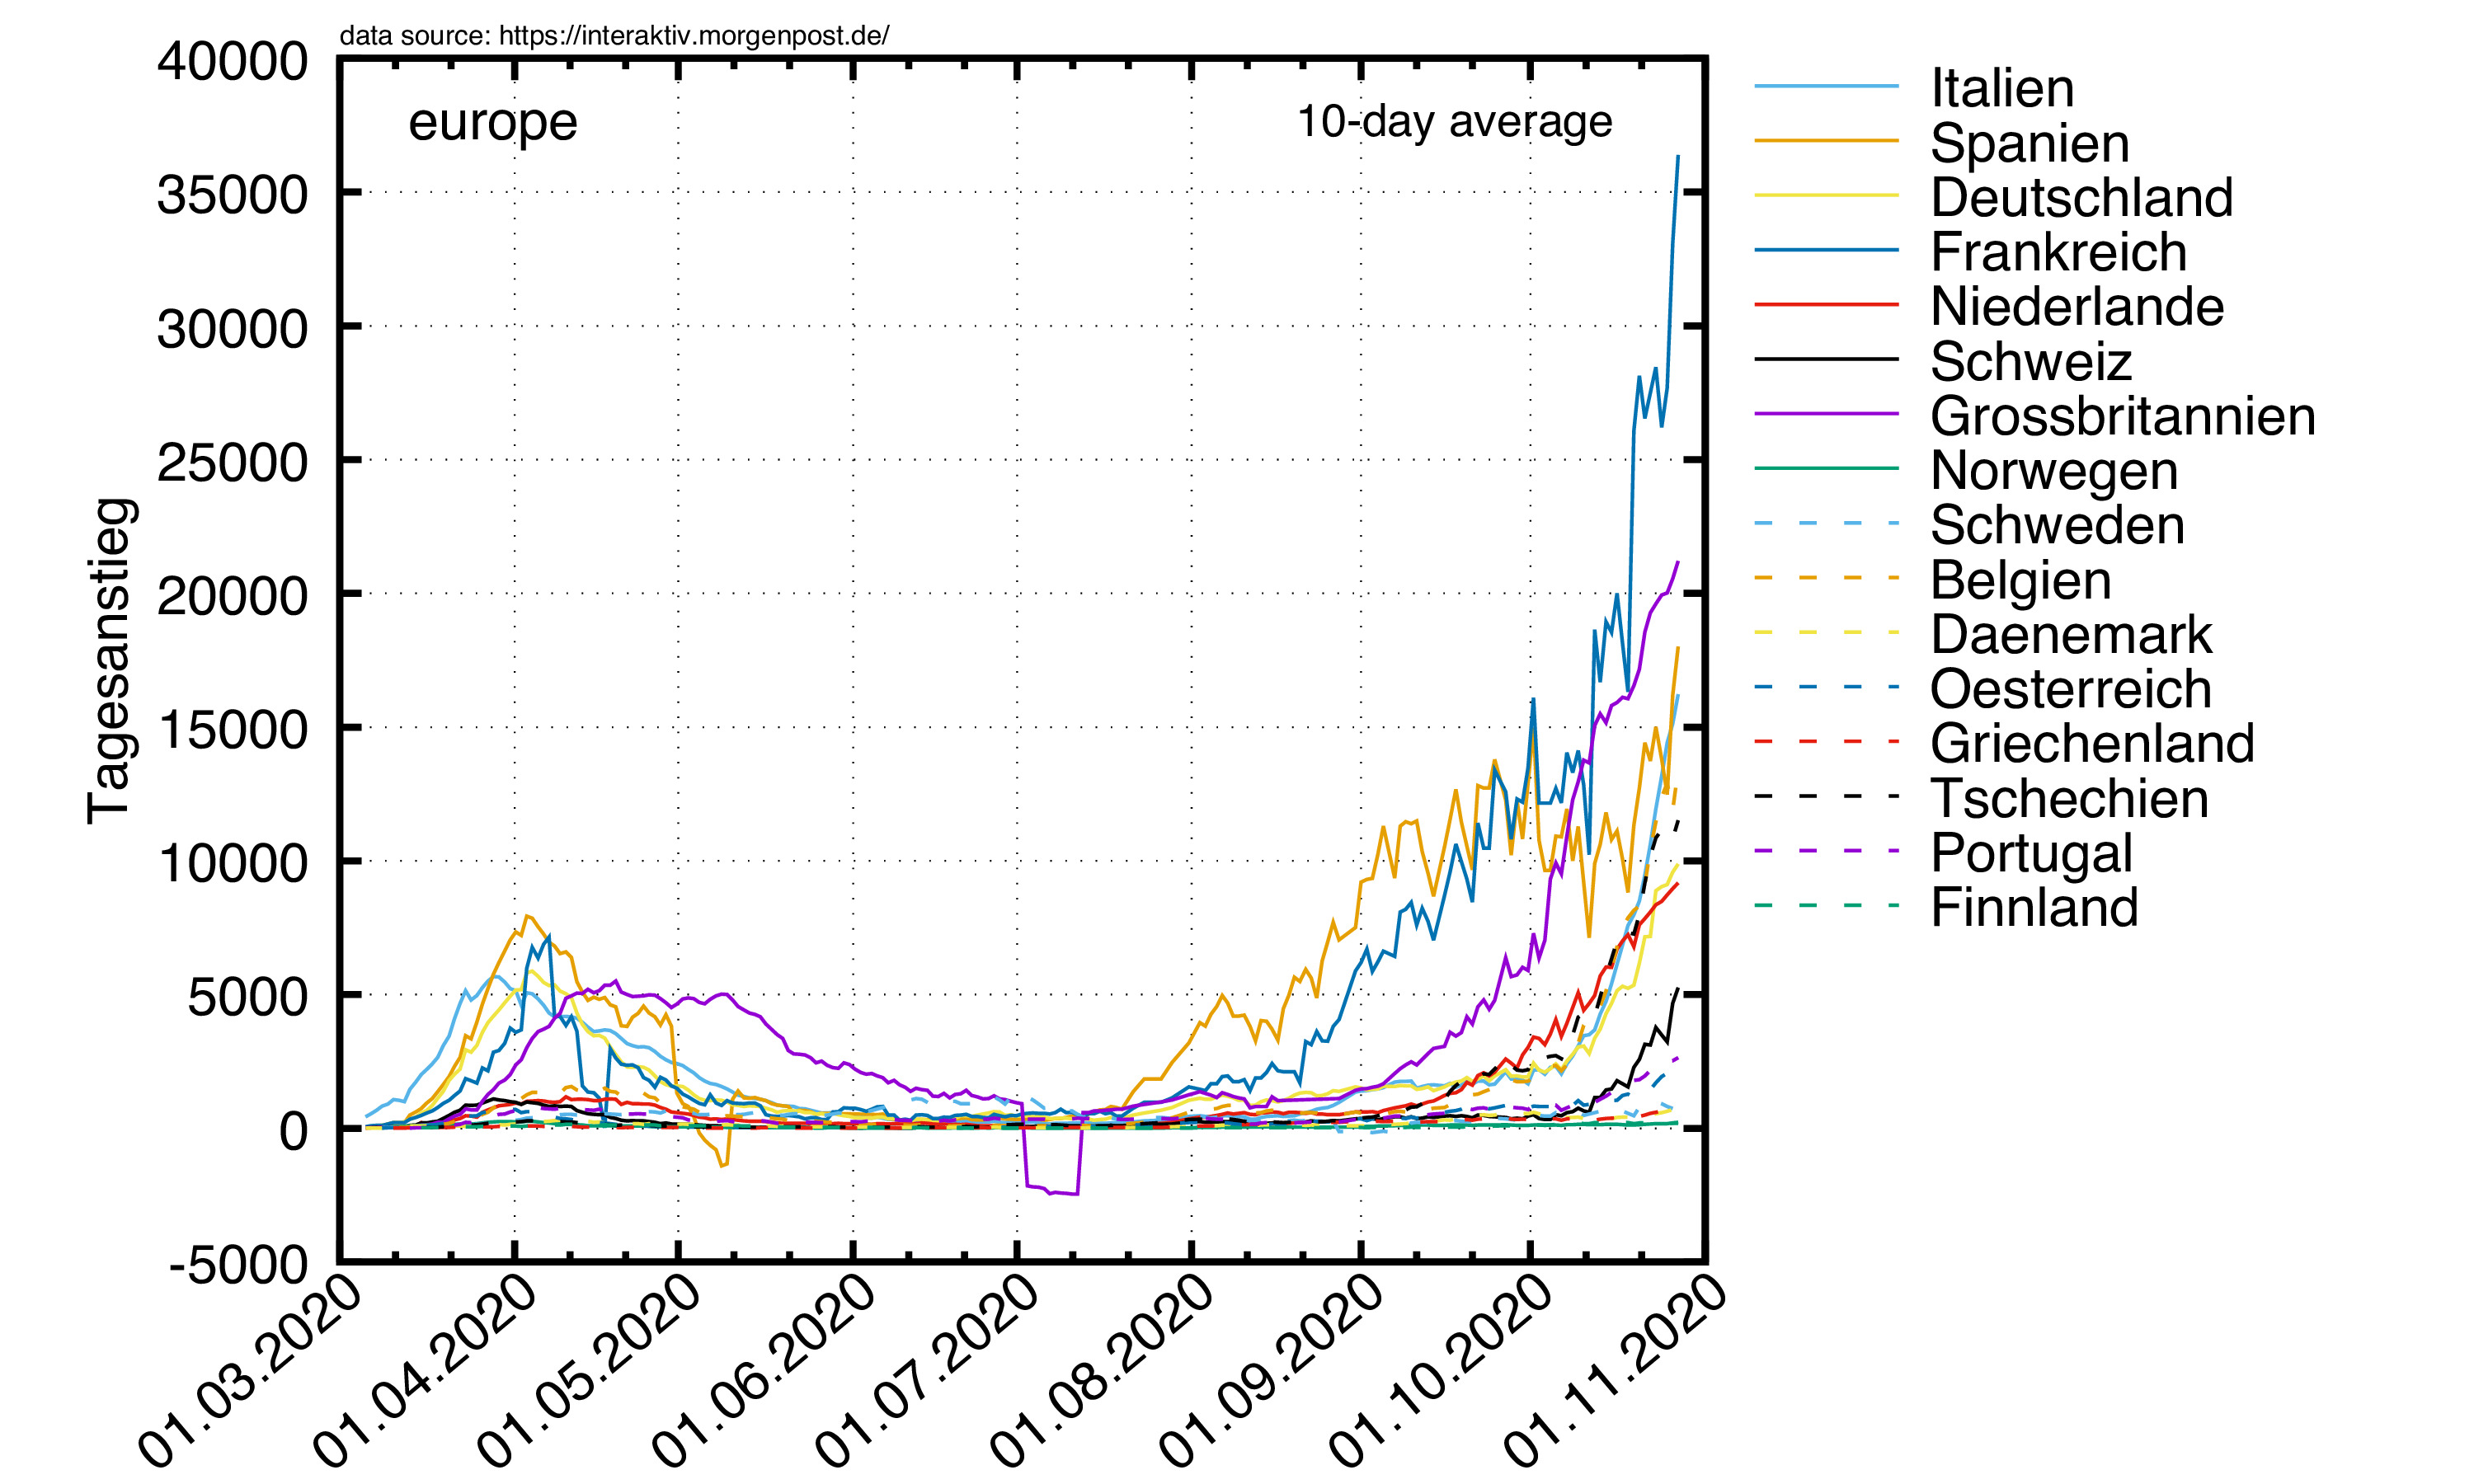 data source: https://interaktiv.morgenpost.de/
europe
10-day average
Tagesanstieg
40000
35000
30000
25000
20000
15000
10000
5000
0
-5000
01.03.2020
01.04.2020
01.05.2020
01.06.2020
01.07.2020
01.08.2020
01.09.2020
01.10.2020
01.11.2020
Italien
Spanien
Deutschland
Frankreich
Niederlande
Schweiz
Grossbritannien
Norwegen
Schweden
Belgien
Daenemark
Oesterreich
Griechenland
Tschechien
Portugal
Finnland